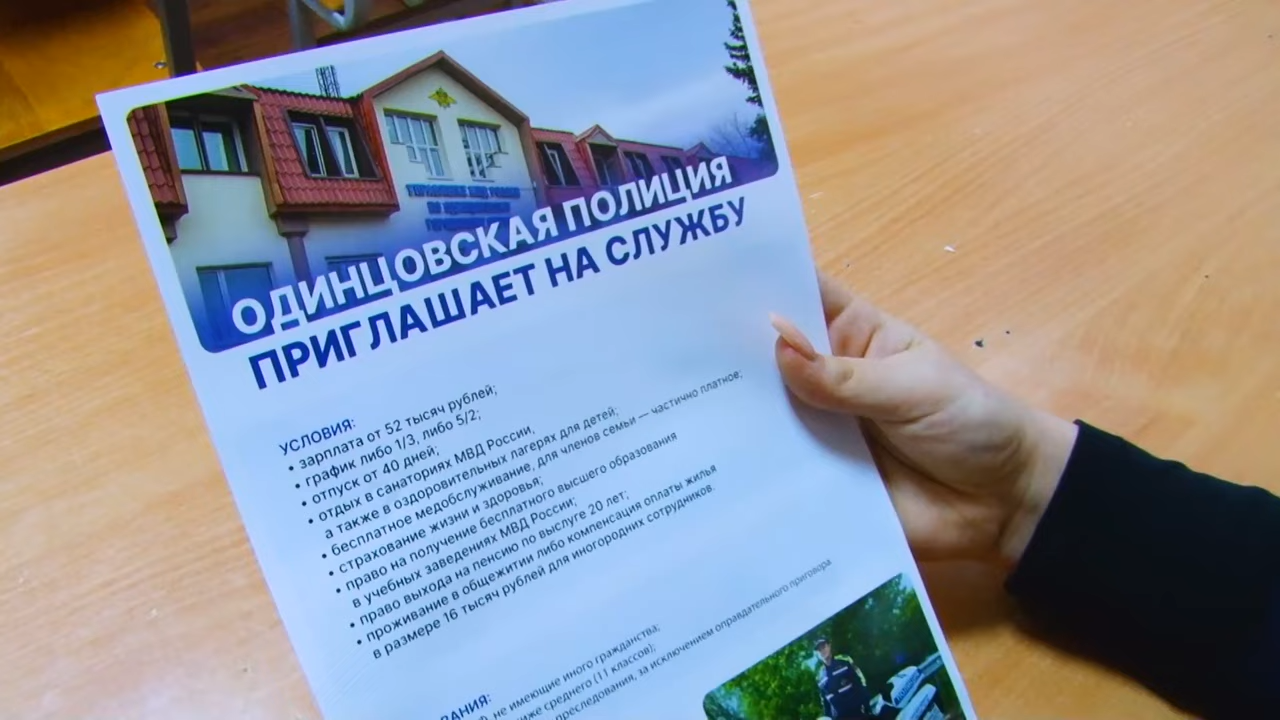 ОДИНЦОВСКАЯ ПОЛИЦИЯ
ПРИГЛАШАЕТ НА СЛУЖБУ
УСЛОВИЯ:
• зарплата от 52 тысяч рублей;
• график либо 1/3, либо 5/2;
• отпуск от 40 дней;
• отдых в санаториях МВД России,
а также в оздоровительных лагерях для детей;
• бесплатное медобслуживание, для членов семьи — частично платное;
• страхование жизни и здоровья;
• право на получение бесплатного высшего образования
в учебных заведениях МВД России;
• право выхода на пенсию по выслуге 20 лет;
• проживание в общежитии либо компенсация оплаты жилья
в размере 16 тысяч рублей для иногородних сотрудников.
не имеющие иного гражданства;
среднего (11 классов);
преследования, за исключением оправдательного приговора